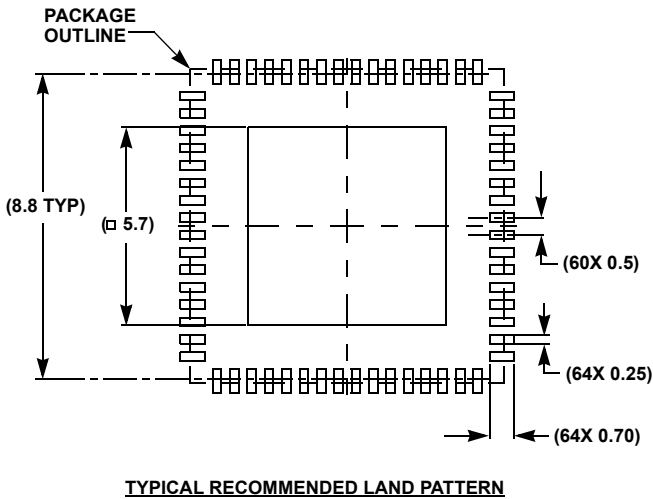 PACKAGE
OUTLINE
(8.8 TYP)
(□ 5.7)
(60X 0.5)
(64X 0.25)
(64X 0.70)
TYPICAL RECOMMENDED LAND PATTERN